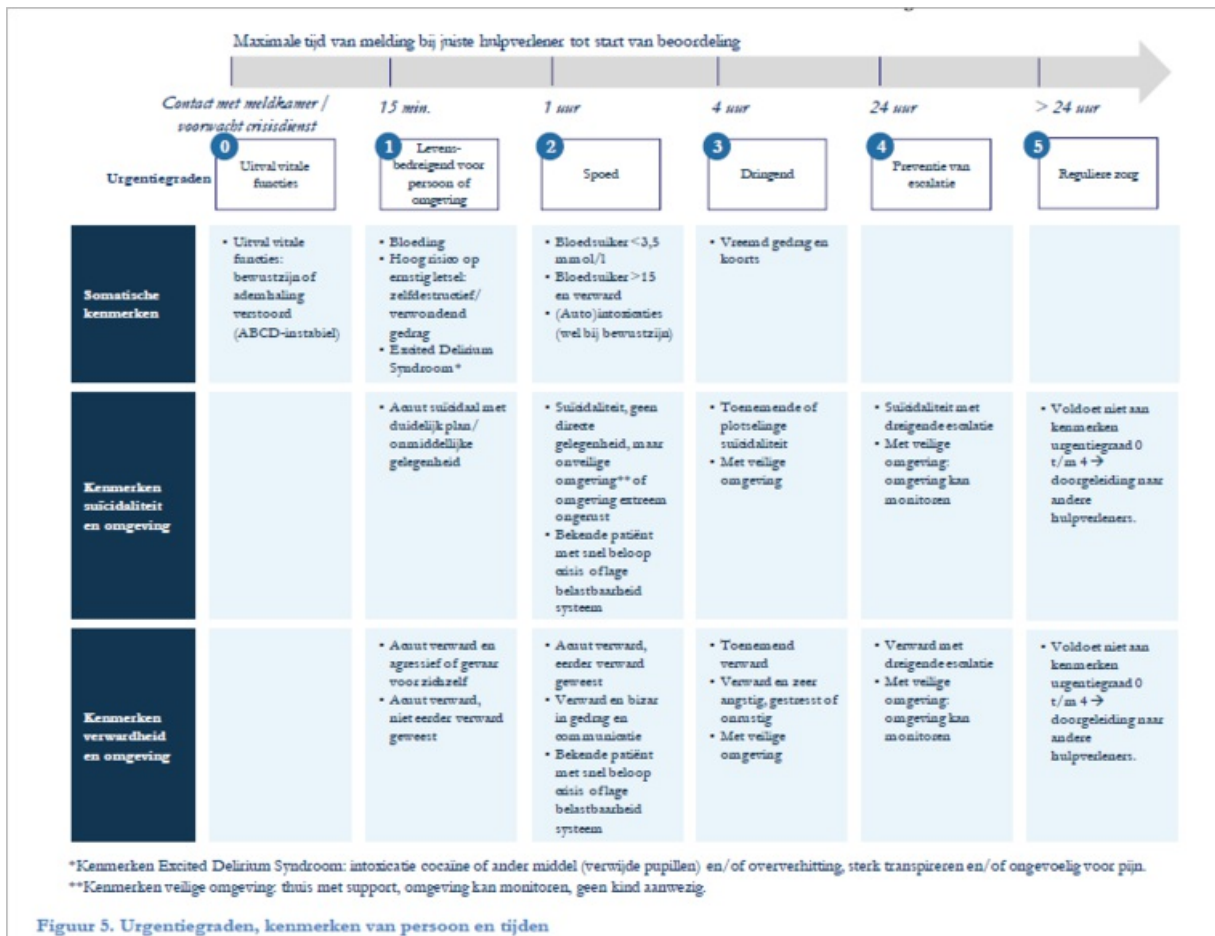 Maximale tijd van melding bij juiste hulpverlener tot start van beoordeling
Contact met meldkamer /
voorwacht crisisdienst
15 min.
1 uur
4 uur
24 uur
> 24 uur
Urgentiegraden
0
Uitval vitale
functies
1
Levens-
bedreigend voor
persoon of
omgeving
2
Spoed
3
Dringend
4
Preventie van
escalatie
5
Reguliere zorg
Somatische
kenmerken
• Uitval vitale
functies:
bewustzijn of
ademhaling
verstoord
(ABCD-instabiel)
• Bloeding
• Hoog risico op
ernstig letsel:
zelfdestructief/
verwondend
gedrag
• Excited Delirium
Syndroom*
• Bloedsuiker <3,5
mmol/l
• Bloedsuiker >15
en verward
• (Auto)intoxicaties
(wel bij bewustzijn)
• Vreemd gedrag en
koorts
Kenmerken
suïcidaliteit
en omgeving
• Acuut suïcidaal met
duidelijk plan/
onmiddellijke
gelegenheid
• Suïcidaliteit, geen
directe
gelegenheid, maar
onveilige
omgeving** of
omgeving extreem
ongerust
• Bekende patiënt
met snel beloop
crisis of lage
belastbaarheid
systeem
• Toenemende of
plotselinge
suïcidaliteit
• Met veilige
omgeving
• Suïcidaliteit met
dreigende escalatie
• Met veilige
omgeving:
omgeving kan
monitoren
• Voldoet niet aan
kenmerken
urgentiegraad 0
t/m 4 →
doorgeleiding naar
andere
hulpverleners.
Kenmerken
verwardheid
en omgeving
• Acuut verward en
agressief of gevaar
voor zichzelf
• Acuut verward,
niet eerder verward
geweest
• Acuut verward,
eerder verward
geweest
• Verward en bizar
in gedrag en
communicatie
• Bekende patiënt
met snel beloop
crisis of lage
belastbaarheid
systeem
• Toenemend
verward
• Verward en zeer
angstig, gestresst of
onrustig
• Met veilige
omgeving
• Verward met
dreigende escalatie
• Met veilige
omgeving:
omgeving kan
monitoren
• Voldoet niet aan
kenmerken
urgentiegraad 0
t/m 4 →
doorgeleiding naar
andere
hulpverleners.
*Kenmerken Excited Delirium Syndroom: intoxicatie cocaïne of ander middel (verwijde pupillen) en/of oververhitting, sterk transpireren en/of ongevoelig voor pijn.
**Kenmerken veilige omgeving: thuis met support, omgeving kan monitoren, geen kind aanwezig.
Figuur 5. Urgentiegraden, kenmerken van persoon en tijden